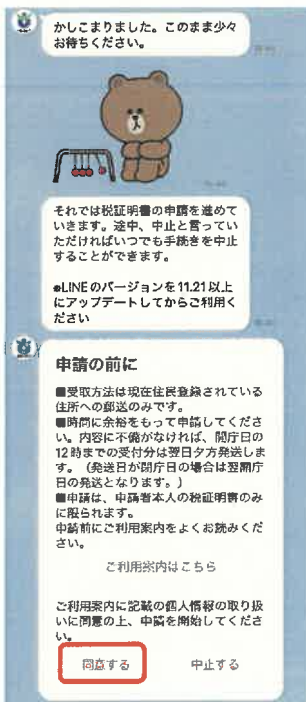 かしこまりました。このまま少々
お待ちください。
それでは税証明書の申請を進めて
いきます。途中、中止と言ってい
ただければいつでも手続きを中止
することができます。
●LINEのバージョンを11.21以上
にアップデートしてからご利用く
ださい
申請の前に
■受取方法は現在住民登録されている
住所への郵送のみです。
■時間に余裕をもって申請してくださ
い。内容に不備がなければ、開庁日の
12時までの受付分は翌日夕方発送しま
す。（発送日が閉庁日の場合は翌開庁
日の発送となります。）
■申請は、申請者本人の税証明書のみ
に限られます。
申請前にご利用案内をよくお読みくだ
さい。
ご利用案内はこちら
ご利用案内に記載の個人情報の取り扱
いに同意の上、申請を開始してくださ
い。
同意する
中止する